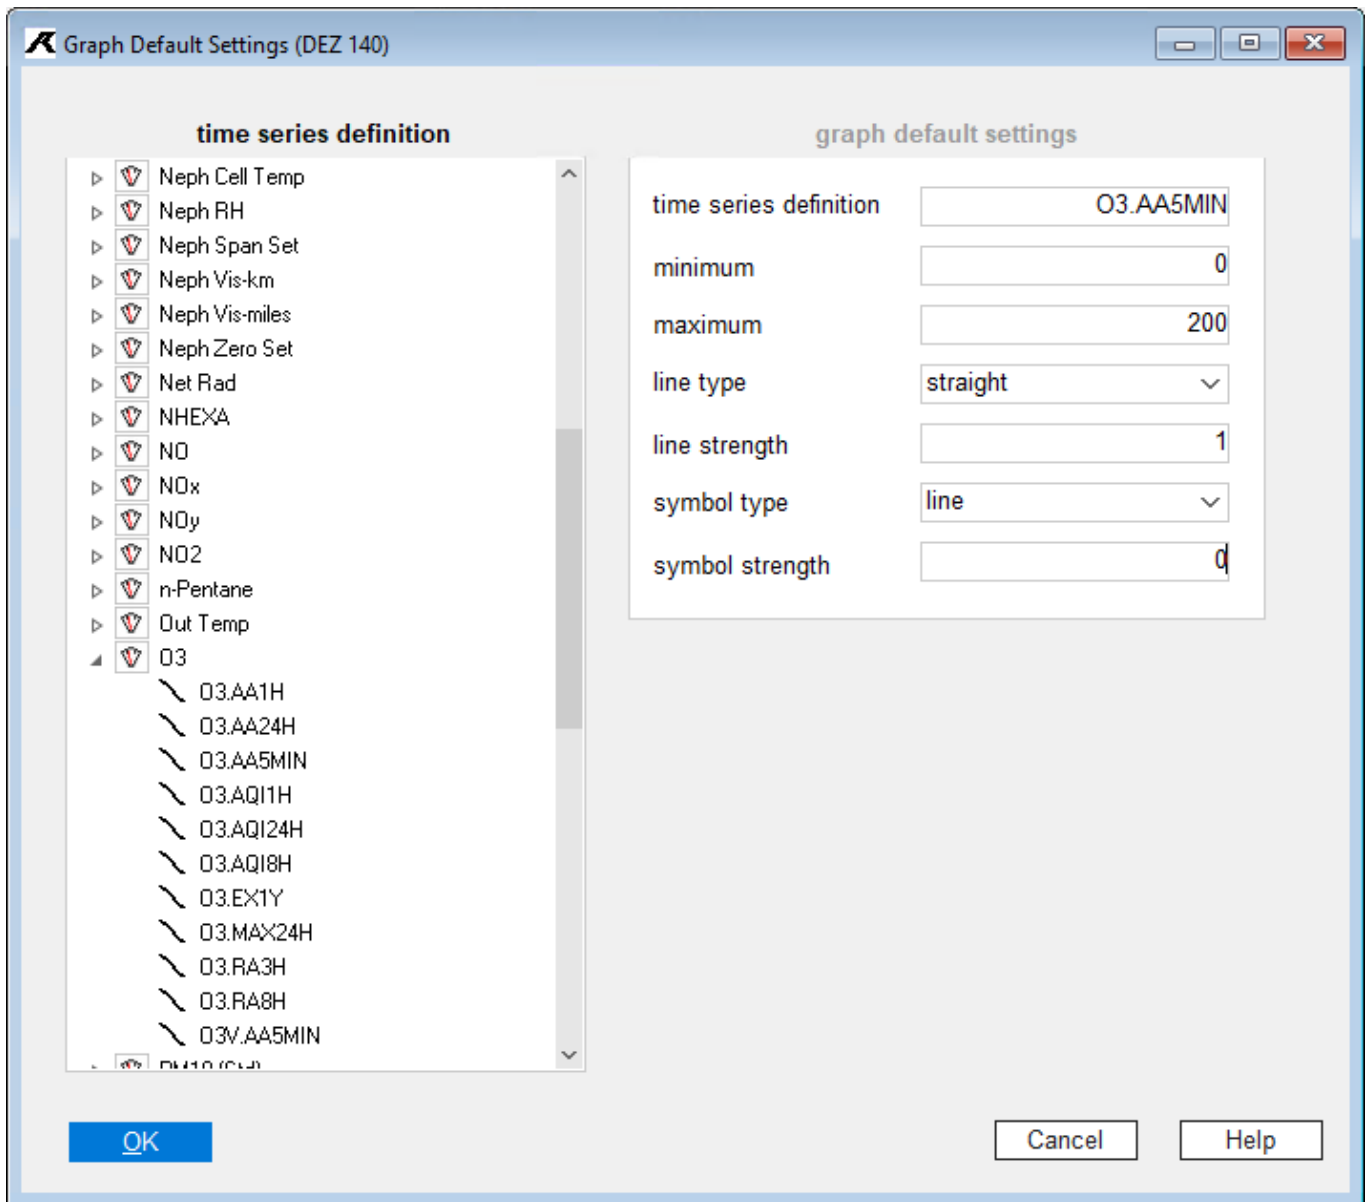 Graph Default Settings (DEZ 140)
time series definition
Neph Cell Temp
Neph RH
Neph Span Set
Neph Vis-km
Neph Vis-miles
Neph Zero Set
Net Rad
NHEXA
NO
NOx
NOy
NO2
n-Pentane
Out Temp
O3
O3.AA1H
O3.AA24H
O3.AA5MIN
O3.AQI1H
O3.AQI24H
O3.AQI8H
O3.EX1Y
O3.MAX24H
O3.RA3H
O3.RA8H
O3V.AA5MIN
graph default settings
time series definition O3.AA5MIN
minimum 0
maximum 200
line type straight
line strength 1
symbol type line
symbol strength 0
OK Cancel Help